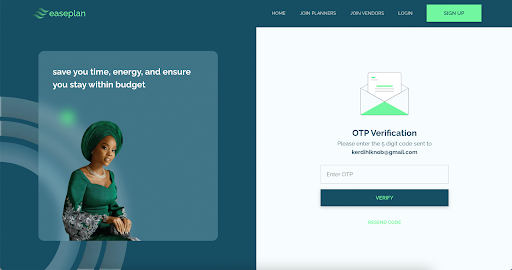 easeplan
HOME JOIN PLANNERS JOIN VENDORS LOGIN SIGN UP
save you time, energy, and ensure
you stay within budget
OTP Verification
Please enter the 5 digit code sent to
kerdihiknob@gmail.com
Enter OTP
VERIFY
RESEND CODE